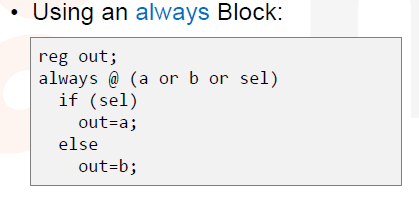 • Using an always Block:
reg out;
always @ (a or b or sel)
if (sel)
out=a;
else
out=b;